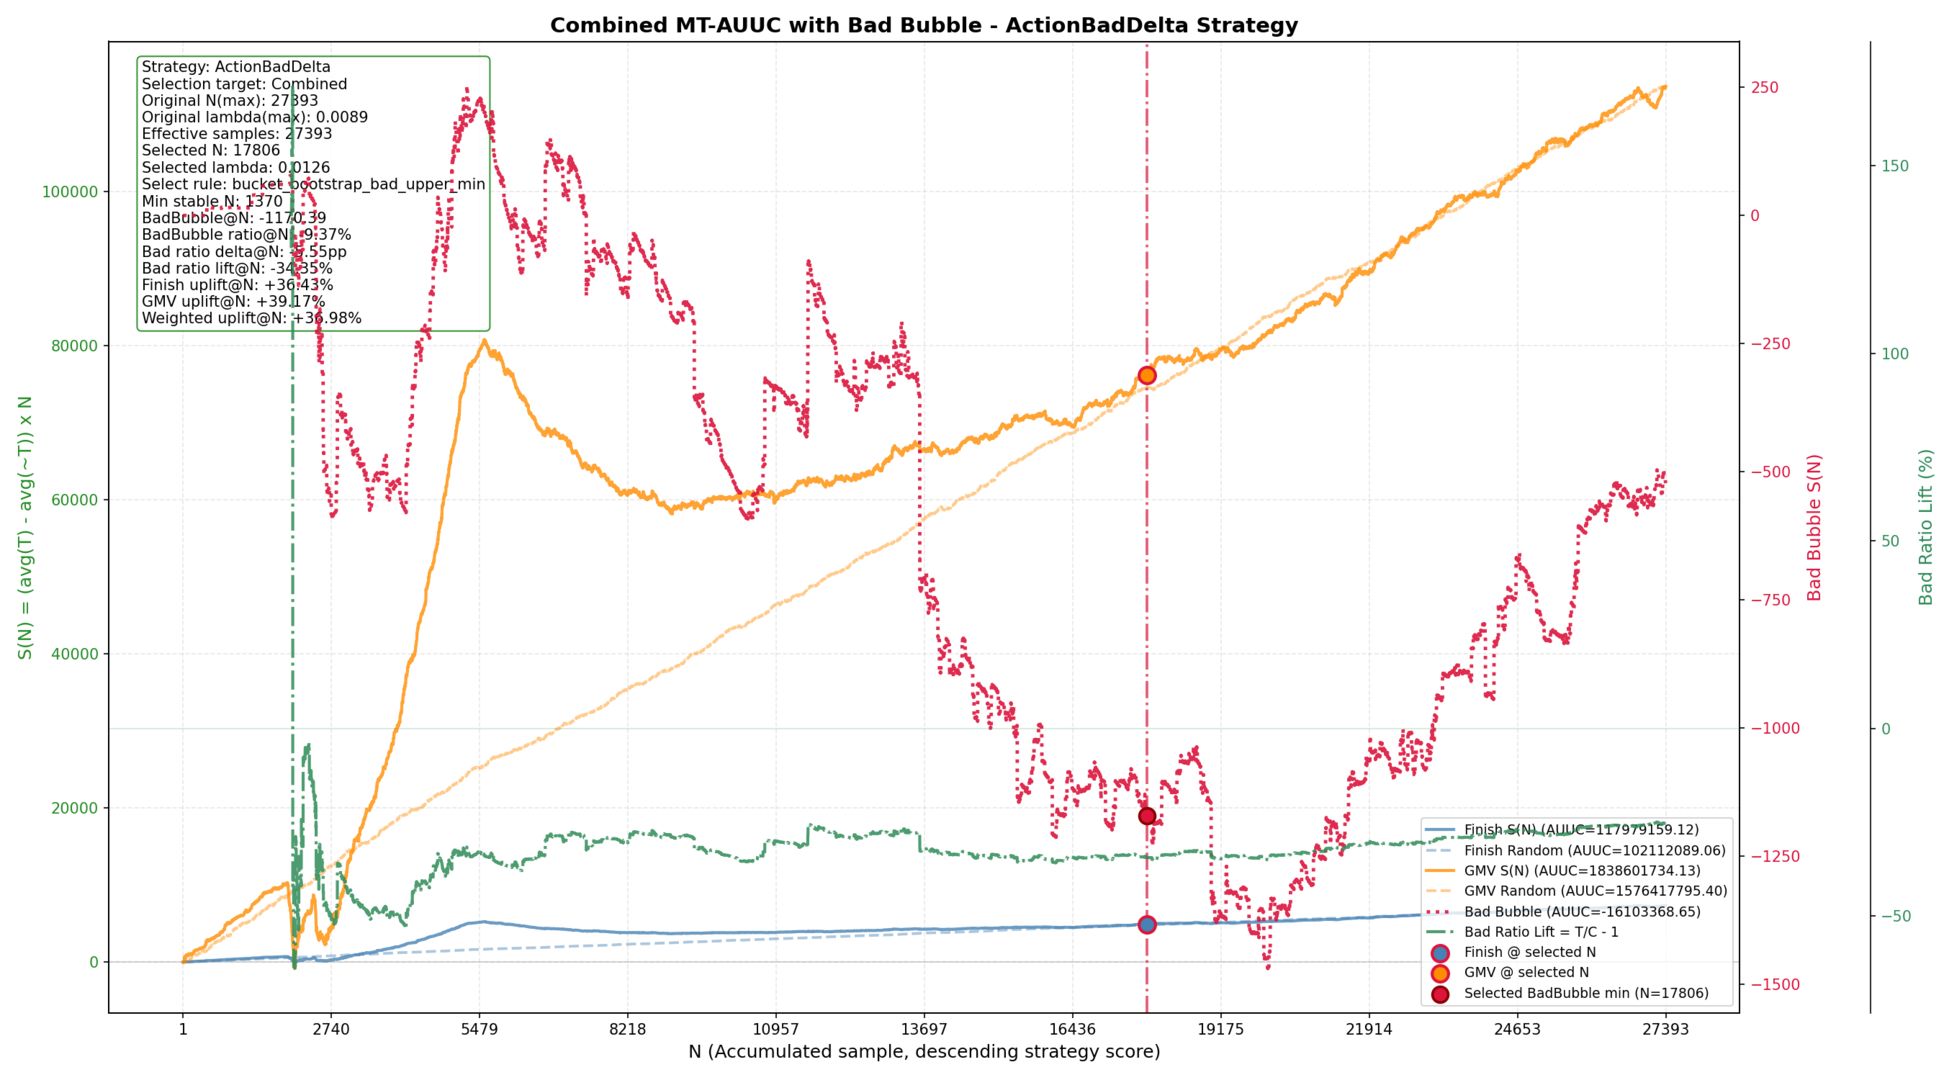 Combined MT-AUUC with Bad Bubble - ActionBadDelta Strategy
Strategy: ActionBadDelta
Selection target: Combined
Original N(max): 27393
Original lambda(max): 0.0089
Effective samples: 27393
Selected N: 17806
Selected lambda: 0.0126
Select rule: bucket_bootstrap_bad_upper_min
Min stable N: 1370
BadBubble@N: -1170.39
BadBubble ratio@N: -9.37%
Bad ratio delta@N: -5.55pp
Bad ratio lift@N: -34.35%
Finish uplift@N: +36.43%
GMV uplift@N: +39.17%
Weighted uplift@N: +36.98%
S(N) = (avg(T) - avg(~T)) x N
100000
80000
60000
40000
20000
0
250
0
−250
−500
−750
−1000
−1250
−1500
Bad Bubble S(N)
150
100
50
0
−50
Bad Ratio Lift (%)
Finish S(N) (AUUC=117979159.12)
Finish Random (AUUC=102112089.06)
GMV S(N) (AUUC=1838601734.13)
GMV Random (AUUC=1576417795.40)
Bad Bubble (AUUC=-16103368.65)
Bad Ratio Lift = T/C - 1
Finish @ selected N
GMV @ selected N
Selected BadBubble min (N=17806)
1 2740 5479 8218 10957 13697 16436 19175 21914 24653 27393
N (Accumulated sample, descending strategy score)